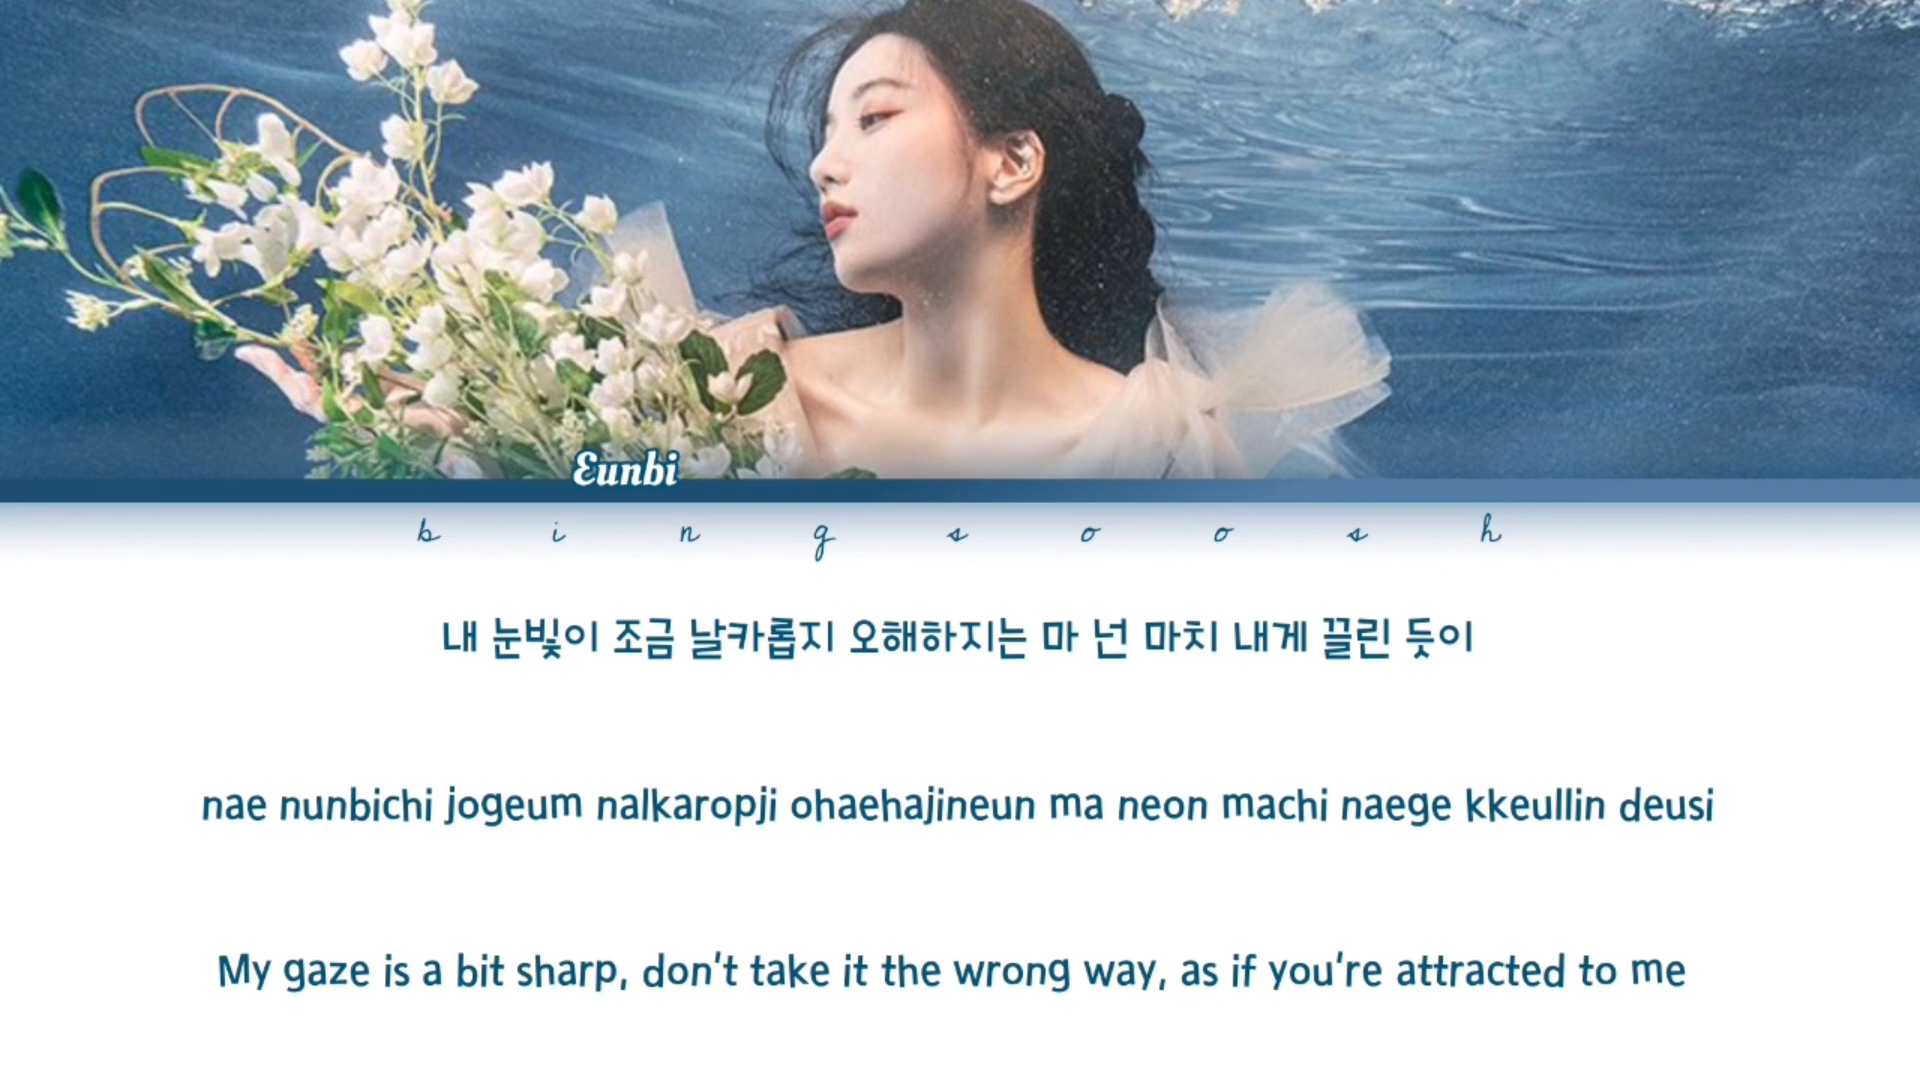 Eunbi
b i n g s o o s h
내 눈빛이 조금 날카롭지 오해하지는 마 넌 마치 내게 끌린 듯이
nae nunbichi jogeum nalkaropji ohaehajineun ma neon machi naege kkeullin deusi
My gaze is a bit sharp, don't take it the wrong way, as if you're attracted to me